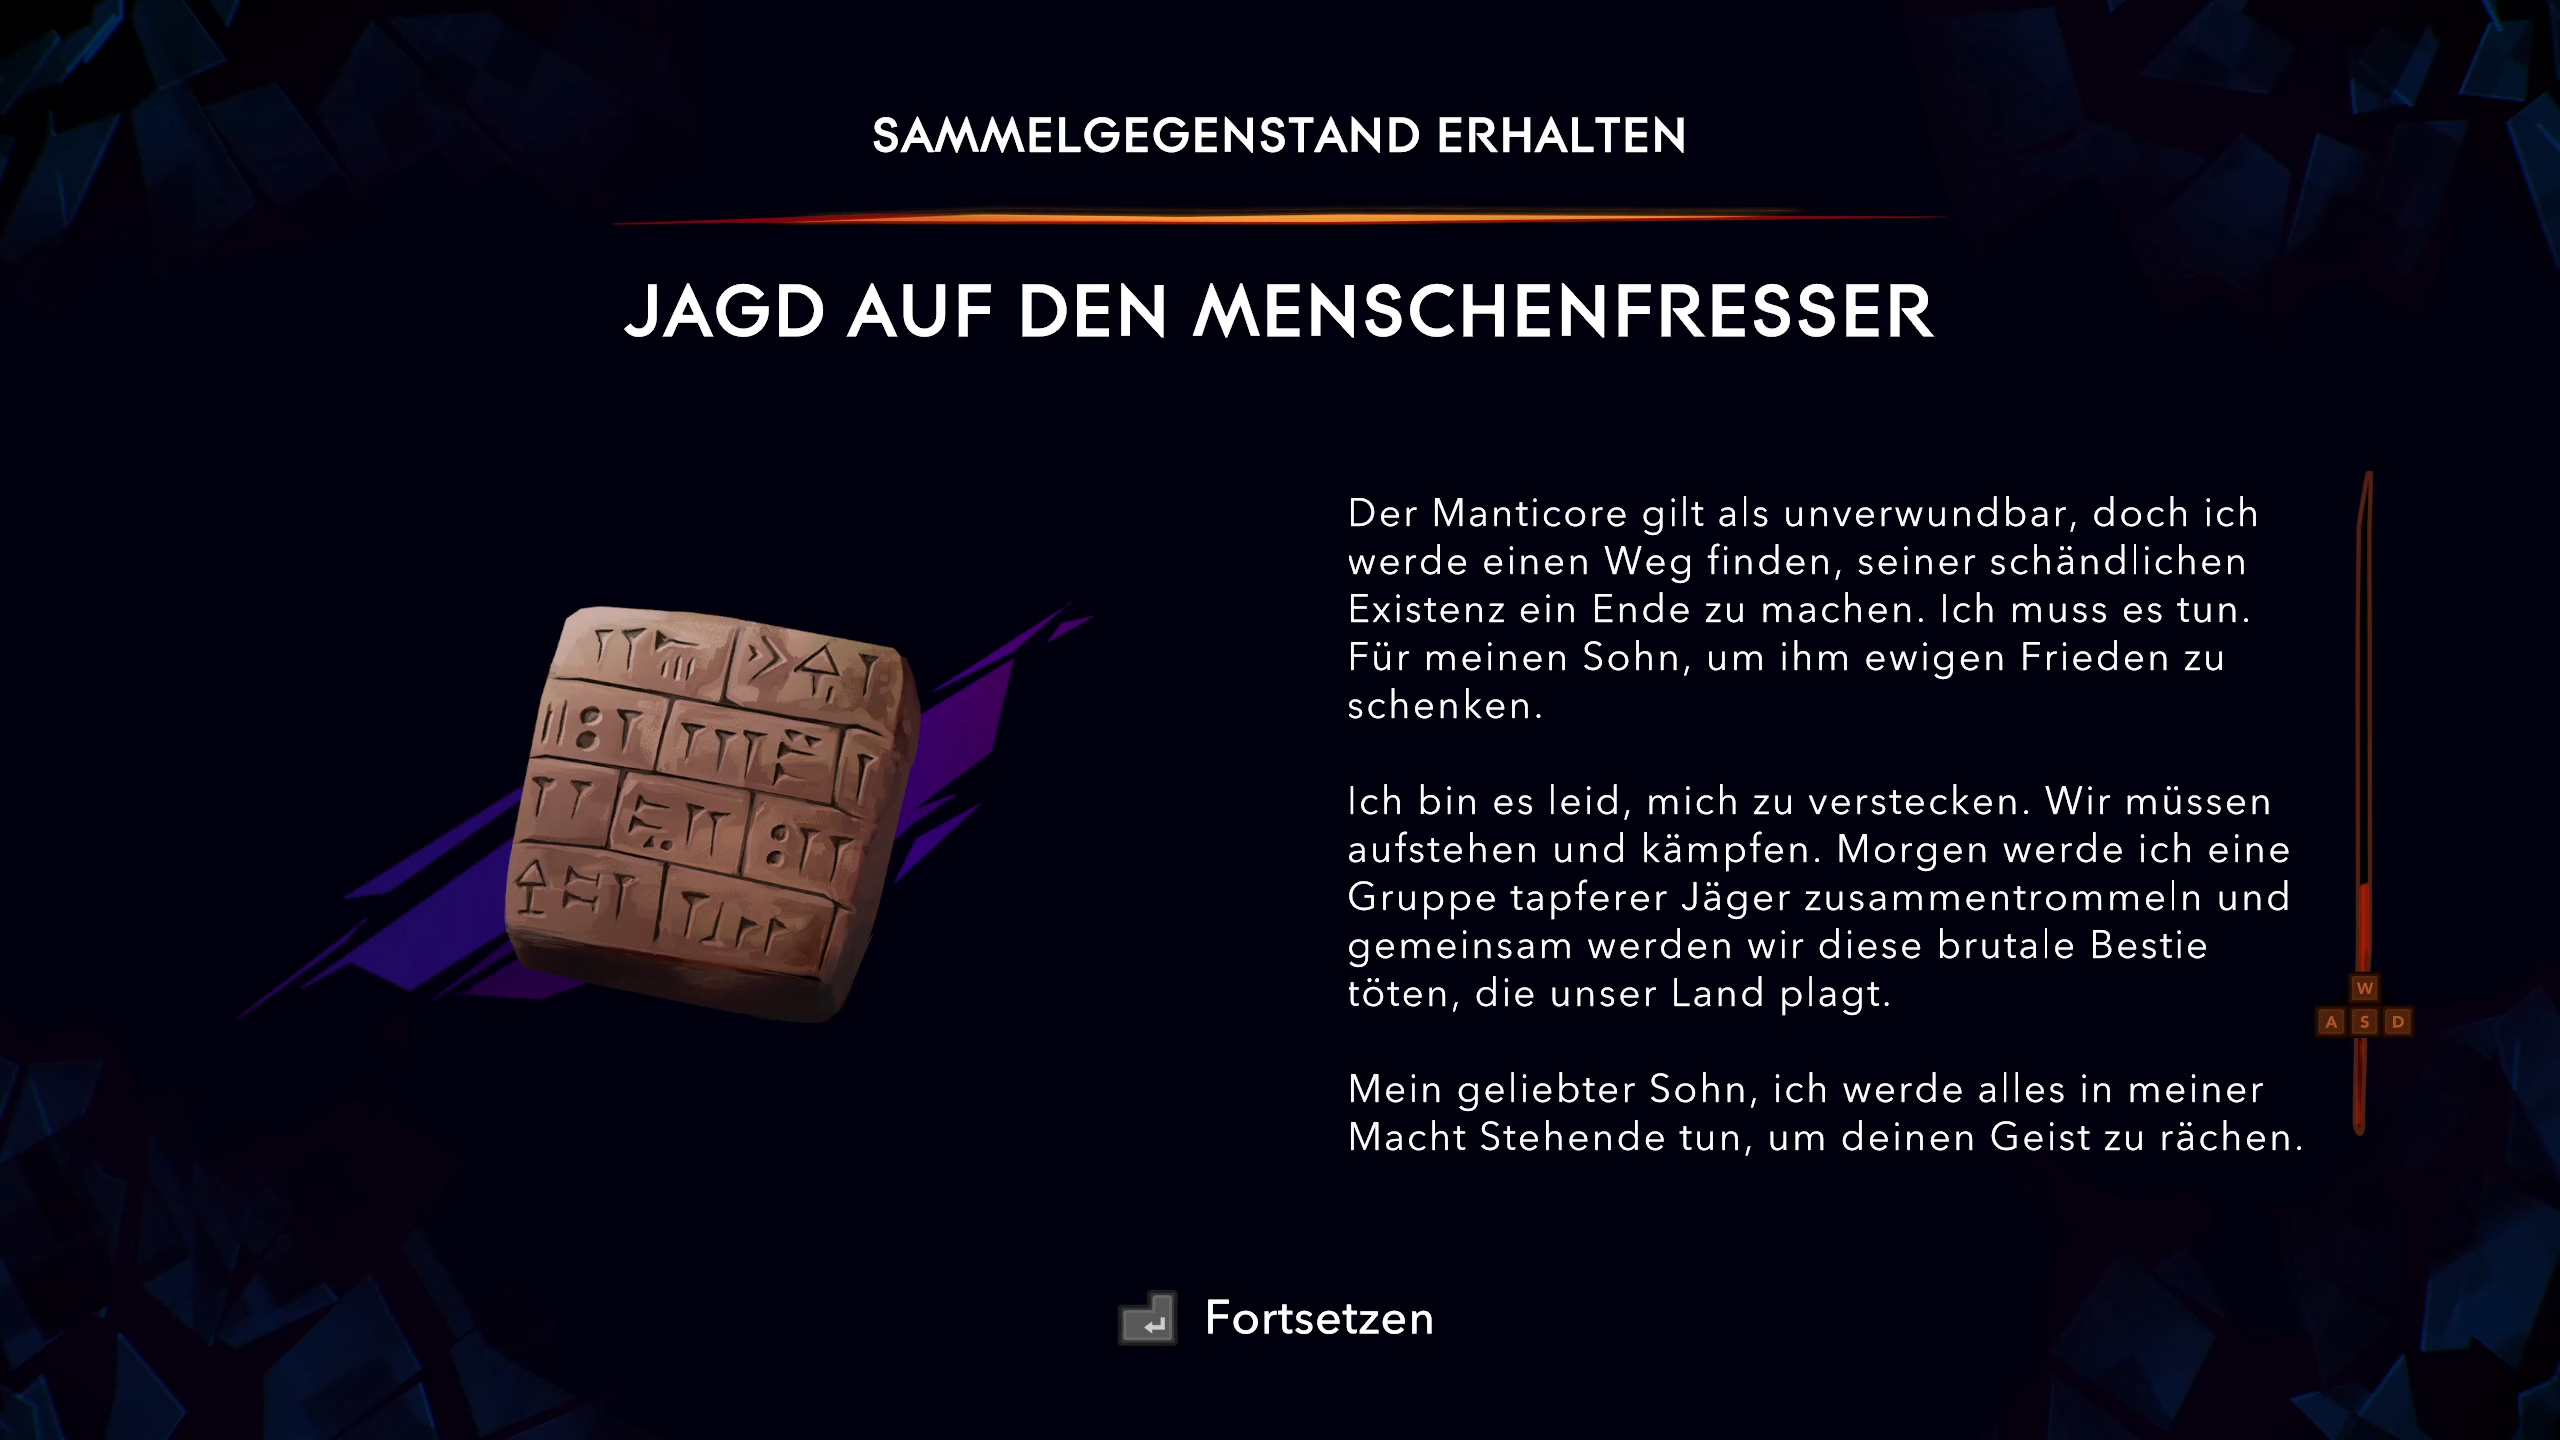 SAMMELGEGENSTAND ERHALTEN
JAGD AUF DEN MENSCHENFRESSER
Der Manticore gilt als unverwundbar, doch ich
werde einen Weg finden, seiner schändlichen
Existenz ein Ende zu machen. Ich muss es tun.
Für meinen Sohn, um ihm ewigen Frieden zu
schenken.
Ich bin es leid, mich zu verstecken. Wir müssen
aufstehen und kämpfen. Morgen werde ich eine
Gruppe tapferer Jäger zusammentrommeln und
gemeinsam werden wir diese brutale Bestie
töten, die unser Land plagt.
Mein geliebter Sohn, ich werde alles in meiner
Macht Stehende tun, um deinen Geist zu rächen.
W
A S D
Fortsetzen